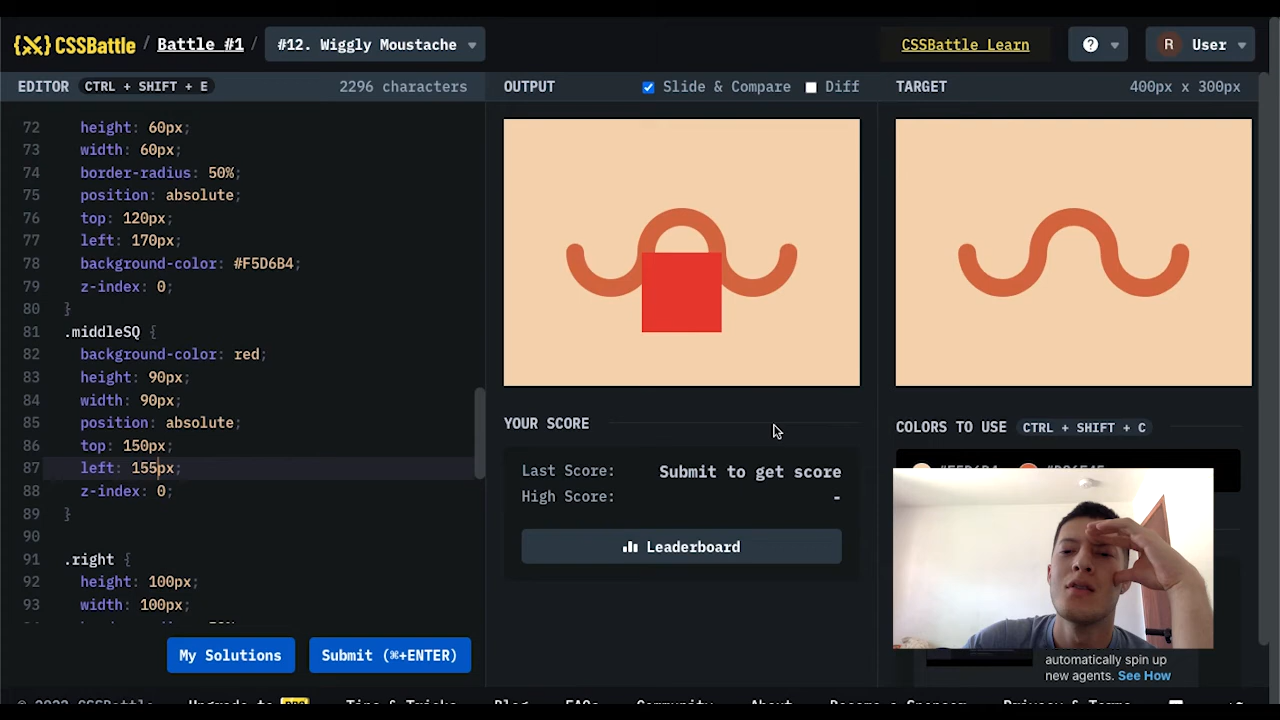 {X} CSSBattle / Battle #1 / #12. Wiggly Moustache
CSSBattle Learn
?
R User
EDITOR CTRL + SHIFT + E 2296 characters
72 height: 60px;
73 width: 60px;
74 border-radius: 50%;
75 position: absolute;
76 top: 120px;
77 left: 170px;
78 background-color: #F5D6B4;
79 z-index: 0;
80 }
81 .middleSQ {
82 background-color: red;
83 height: 90px;
84 width: 90px;
85 position: absolute;
86 top: 150px;
87 left: 155px;
88 z-index: 0;
89 }
90
91 .right {
92 height: 100px;
93 width: 100px;
My Solutions
Submit (⌘+ENTER)
OUTPUT Slide & Compare Diff
YOUR SCORE
Last Score: Submit to get score
High Score: -
Leaderboard
TARGET 400px x 300px
COLORS TO USE CTRL + SHIFT + C
automatically spin up
new agents. See How